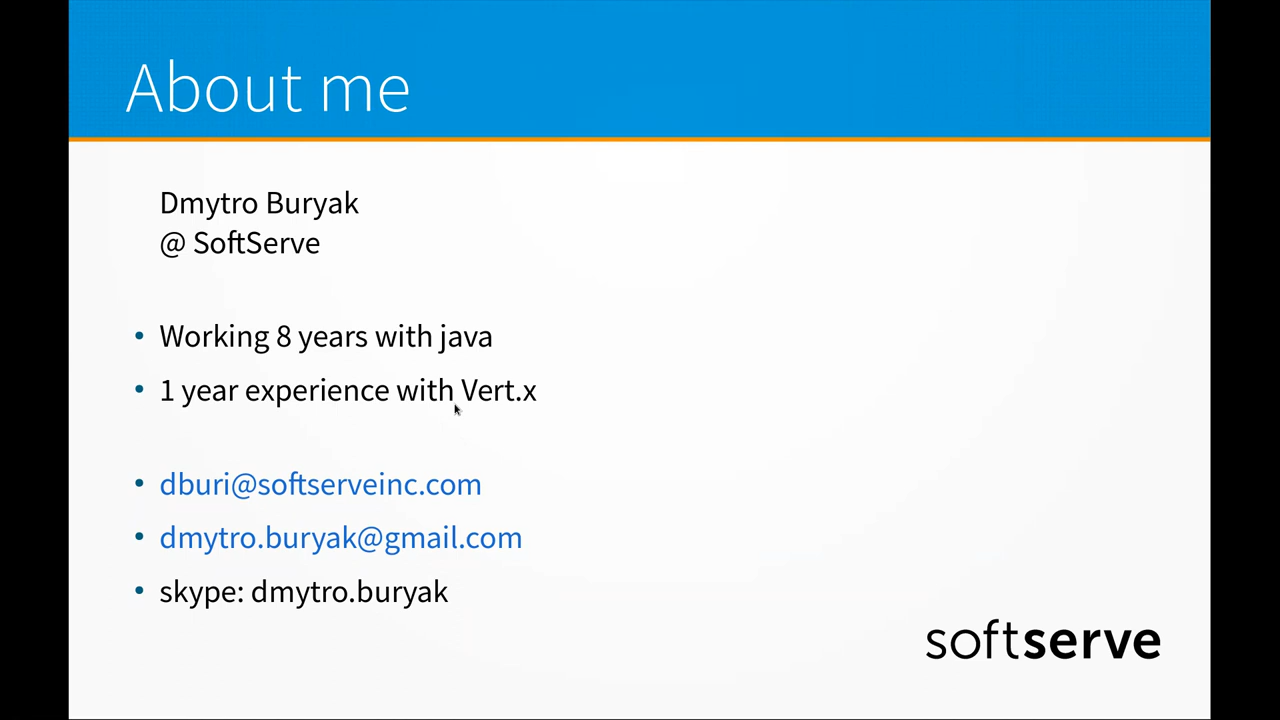 About me
Dmytro Buryak
@ SoftServe
• Working 8 years with java
• 1 year experience with Vert.x
• dburi@softserveinc.com
• dmytro.buryak@gmail.com
• skype: dmytro.buryak
softserve